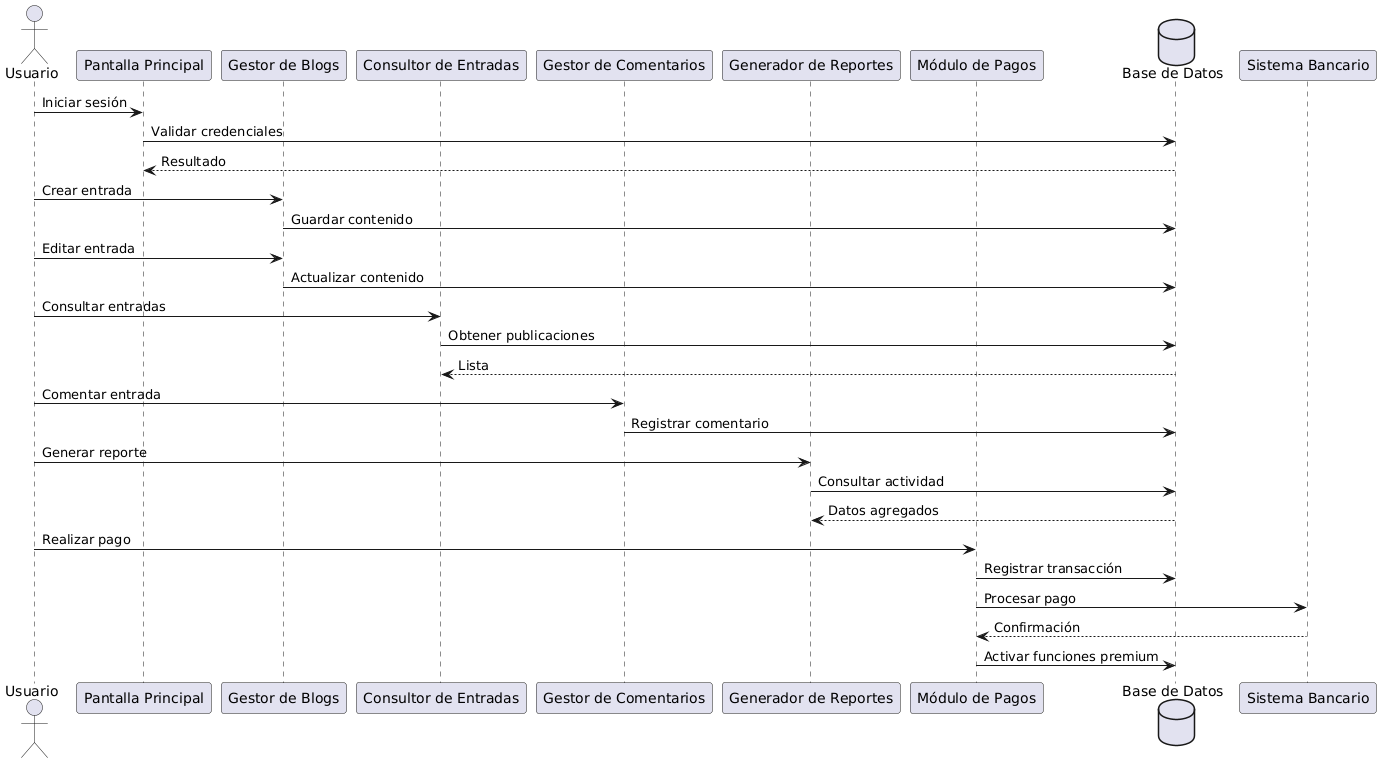 Usuario
Pantalla Principal
Gestor de Blogs
Consultor de Entradas
Gestor de Comentarios
Generador de Reportes
Módulo de Pagos
Base de Datos
Sistema Bancario
Iniciar sesión
Validar credenciales
Resultado
Crear entrada
Guardar contenido
Editar entrada
Actualizar contenido
Consultar entradas
Obtener publicaciones
Lista
Comentar entrada
Registrar comentario
Generar reporte
Consultar actividad
Datos agregados
Realizar pago
Registrar transacción
Procesar pago
Confirmación
Activar funciones premium
Usuario
Pantalla Principal
Gestor de Blogs
Consultor de Entradas
Gestor de Comentarios
Generador de Reportes
Módulo de Pagos
Base de Datos
Sistema Bancario